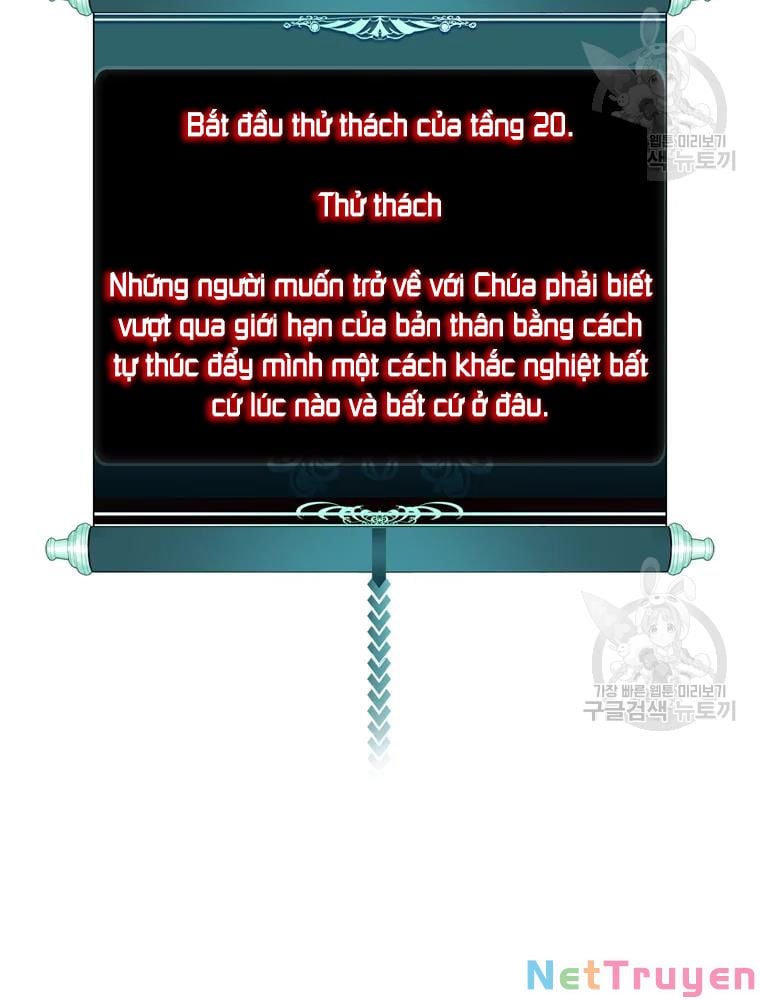 Bắt đầu thử thách của tầng 20.
Thử thách
Những người muốn trở về với Chúa phải biết
vượt qua giới hạn của bản thân bằng cách
tự thúc đẩy mình một cách khắc nghiệt bất
cứ lúc nào và bất cứ ở đâu.
웹툰 미리보기
색 뉴토끼
가장 빠른 웹툰 미리보기
구글검색 뉴토끼
NetTruyen